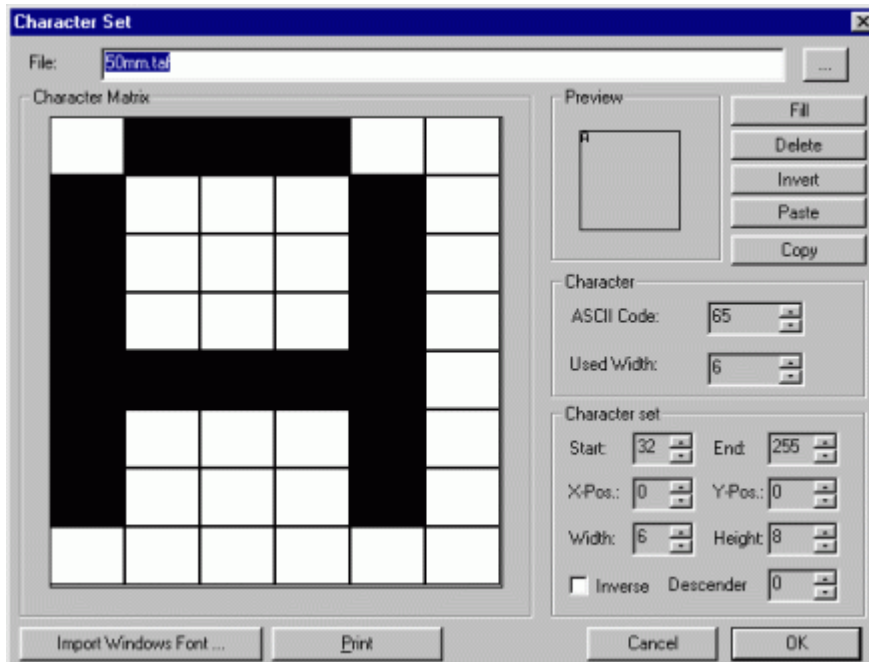 Character Set
File: 50mm.taf ...
Character Matrix
Preview
A
Fill
Delete
Invert
Paste
Copy
Character
ASCII Code: 65
Used Width: 6
Character set
Start: 32 End: 255
X-Pos.: 0 Y-Pos.: 0
Width: 6 Height: 8
Inverse Descender 0
Import Windows Font ... Print Cancel OK